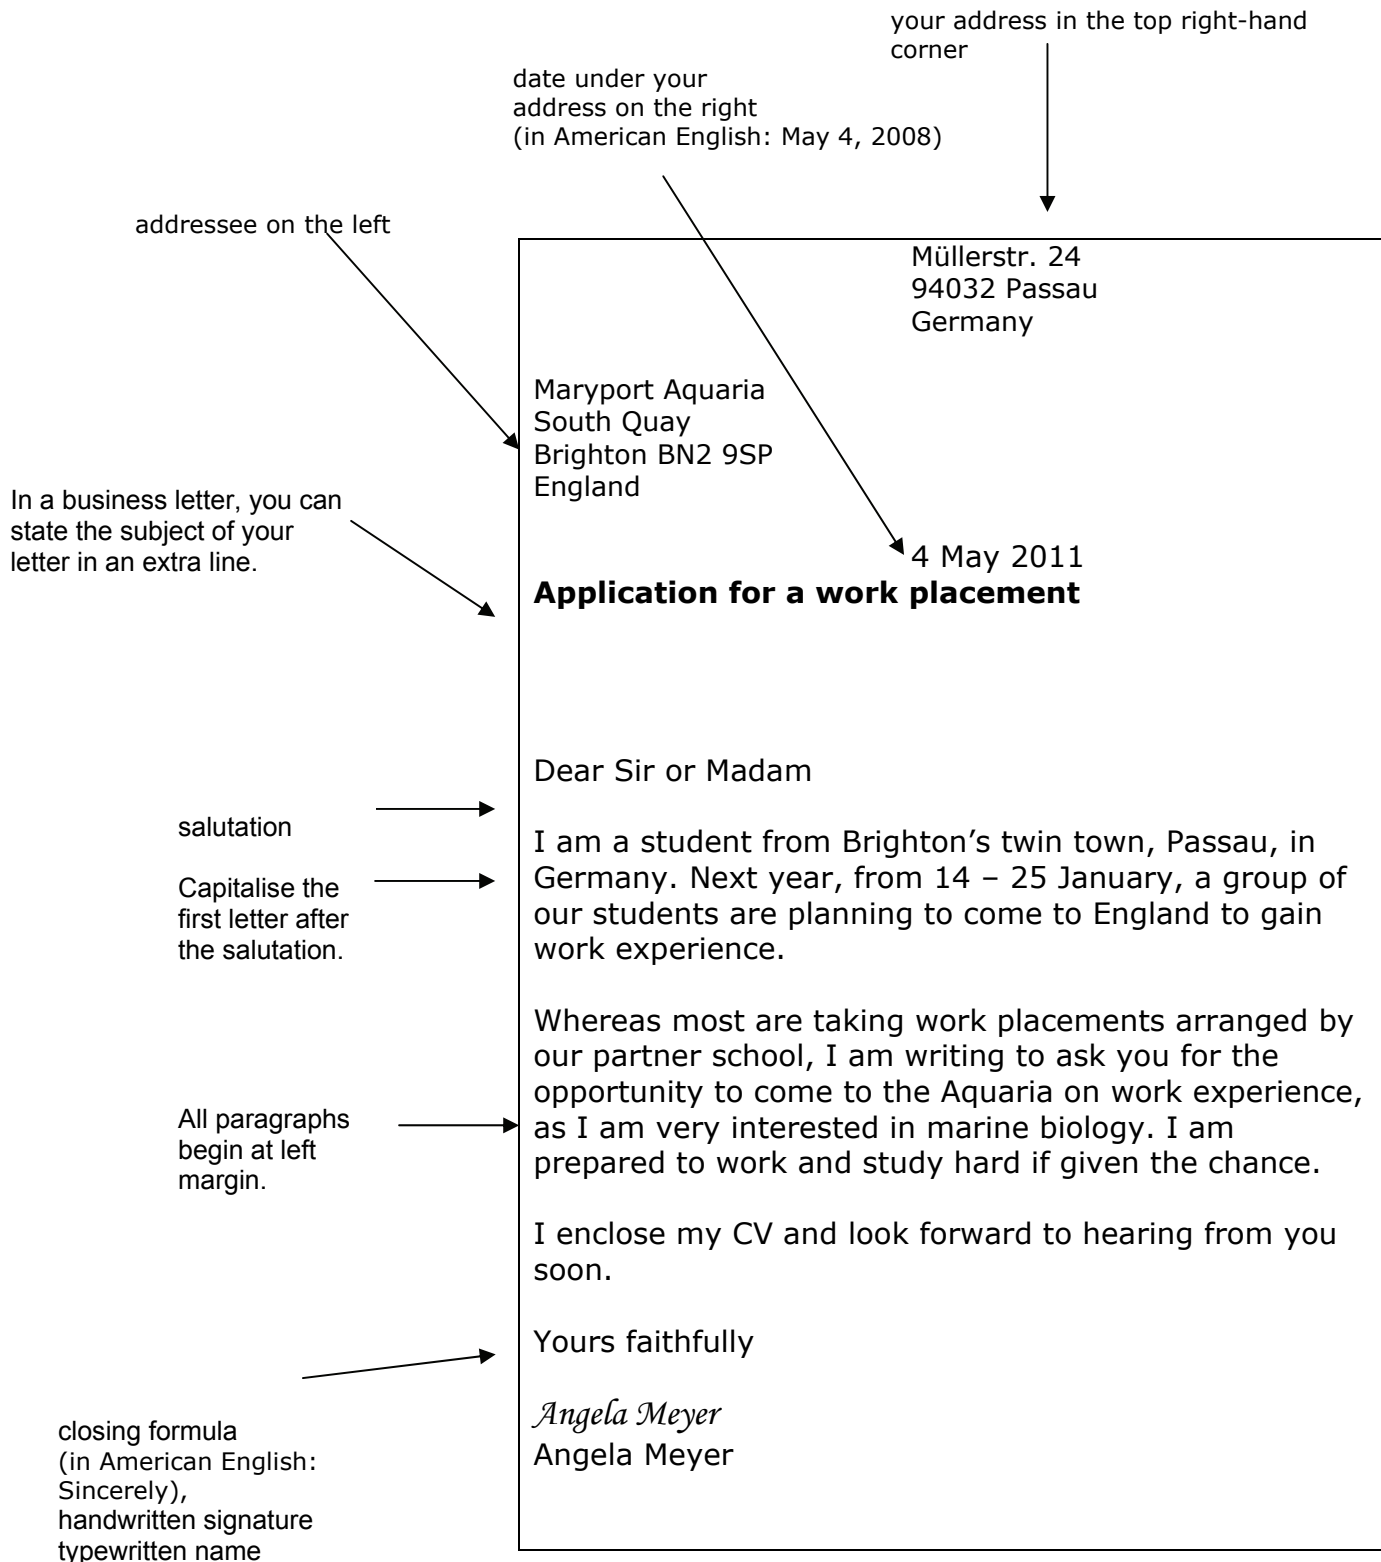 your address in the top right-hand
corner
date under your
address on the right
(in American English: May 4, 2008)
addressee on the left
Müllerstr. 24
94032 Passau
Germany
Maryport Aquaria
South Quay
Brighton BN2 9SP
England
In a business letter, you can
state the subject of your
letter in an extra line.
4 May 2011
Application for a work placement
Dear Sir or Madam
salutation
I am a student from Brighton’s twin town, Passau, in
Germany. Next year, from 14 – 25 January, a group of
our students are planning to come to England to gain
work experience.
Capitalise the
first letter after
the salutation.
Whereas most are taking work placements arranged by
our partner school, I am writing to ask you for the
opportunity to come to the Aquaria on work experience,
as I am very interested in marine biology. I am
prepared to work and study hard if given the chance.
All paragraphs
begin at left
margin.
I enclose my CV and look forward to hearing from you
soon.
Yours faithfully
Angela Meyer
Angela Meyer
closing formula
(in American English:
Sincerely),
handwritten signature
typewritten name